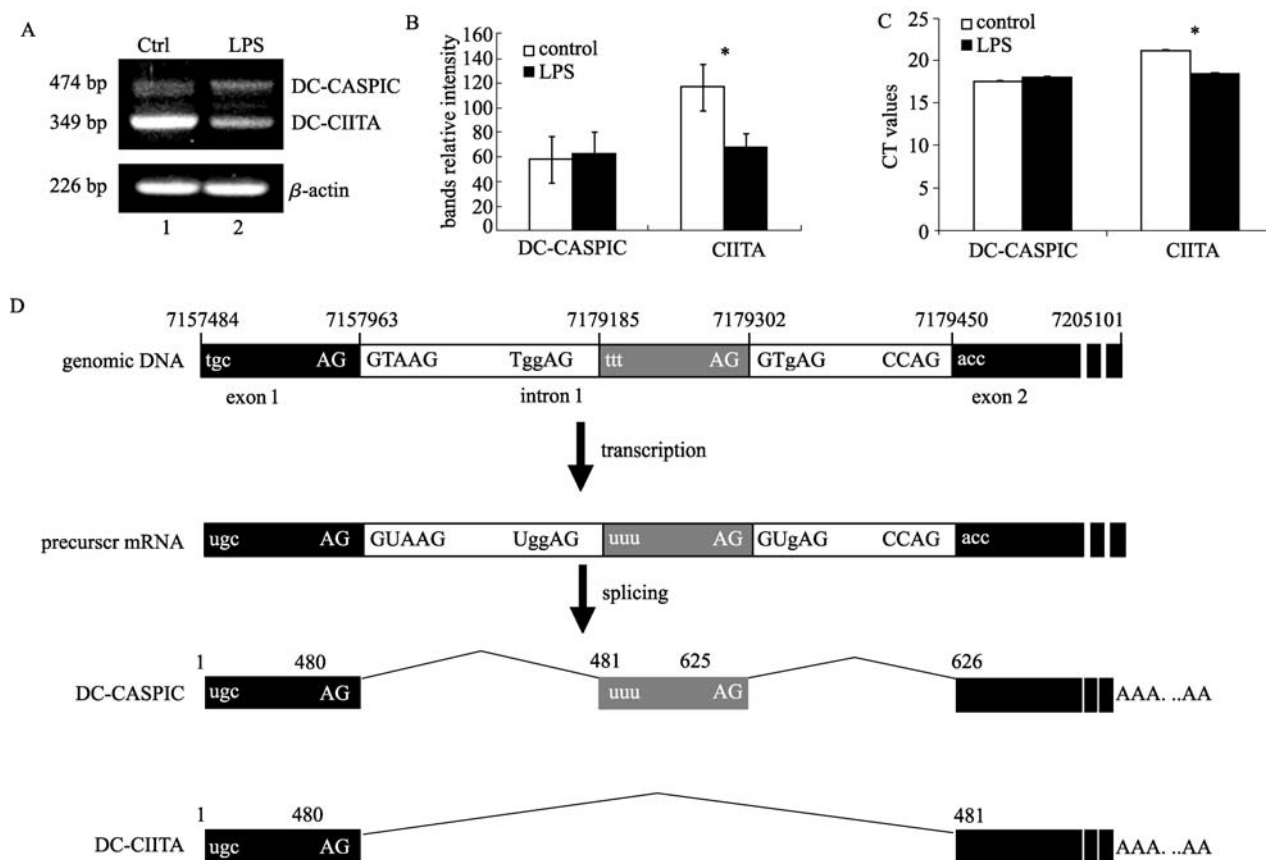 A
Ctrl LPS
474 bp DC-CASPIC
349 bp DC-CIITA
226 bp β-actin
1 2
B
bands relative intensity
160
140
120
100
80
60
40
20
0
control
LPS
*
DC-CASPIC CIITA
C
CT values
25
20
15
10
5
0
control
LPS
*
DC-CASPIC CIITA
D
7157484 7157963 7179185 7179302 7179450 7205101
genomic DNA tgc AG GTAAG TggAG ttt AG GTgAG CCAG acc
exon 1 intron 1 exon 2
transcription
precurscr mRNA ugc AG GUAAG UggAG uuu AG GUgAG CCAG acc
splicing
1 480 481 625 626
DC-CASPIC ugc AG uuu AG AAA. ..AA
1 480 481
DC-CIITA ugc AG AAA. ..AA